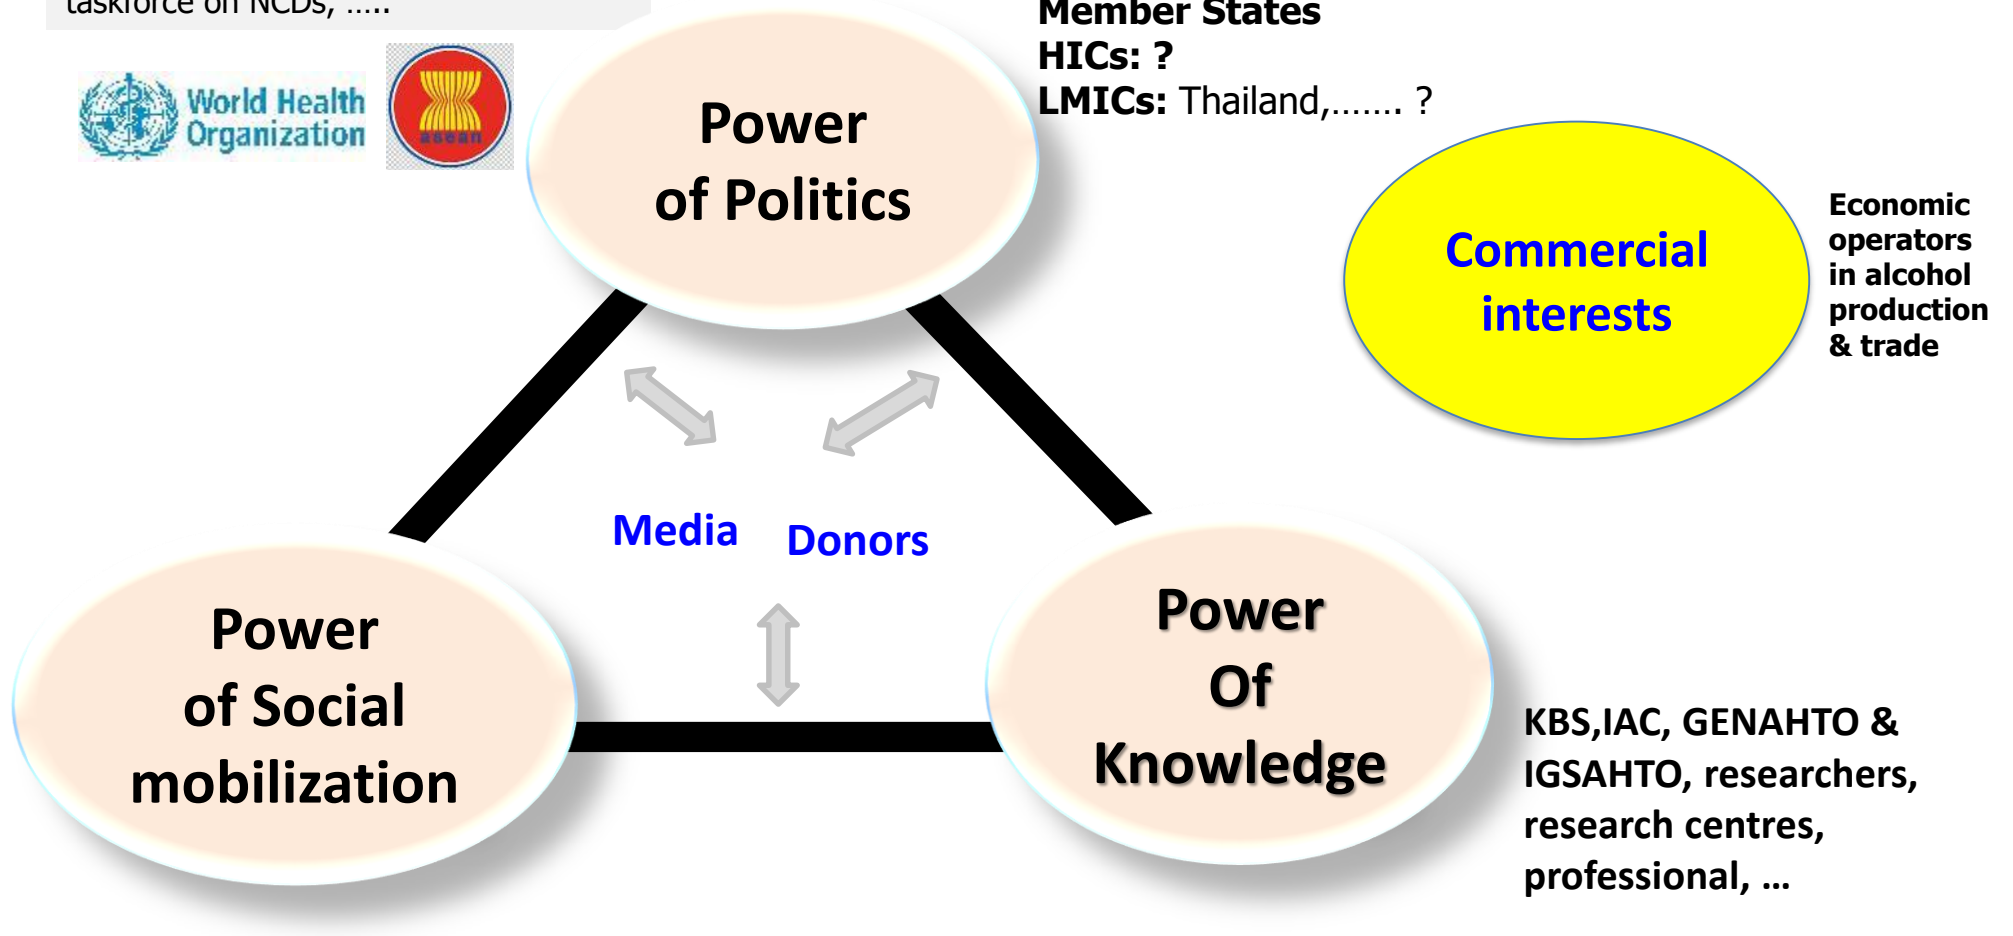 taskforce on NCDs, …..
World Health
Organization
asean
Member States
HICs: ?
LMICs: Thailand,……. ?
Power
of Politics
Commercial
interests
Economic
operators
in alcohol
production
& trade
Media
Donors
Power
of Social
mobilization
Power
Of
Knowledge
KBS,IAC, GENAHTO &
IGSAHTO, researchers,
research centres,
professional, …